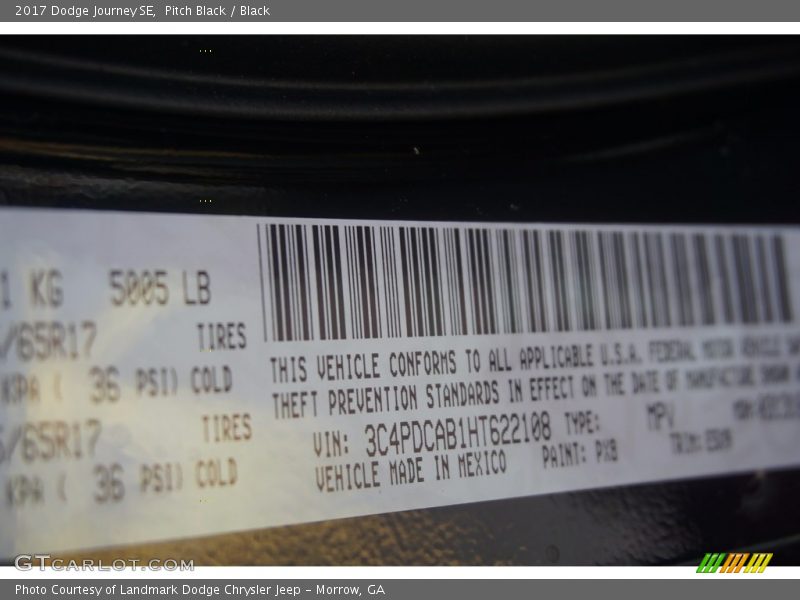 2017 Dodge Journey SE, Pitch Black / Black
1 KG 5005 LB
/65R17 TIRES
KPA ( 36 PSI) COLD
/65R17 TIRES
KPA ( 36 PSI) COLD
THIS VEHICLE CONFORMS TO ALL APPLICABLE U.S.A. FEDERAL MOTOR VEHICLE
THEFT PREVENTION STANDARDS IN EFFECT ON THE DATE OF MANUFACTURE SHOWN
VIN: 3C4PDCAB1HT622108 TYPE: MPV
VEHICLE MADE IN MEXICO PAINT: PX8 TRIM:
GTCARLOT.COM
Photo Courtesy of Landmark Dodge Chrysler Jeep – Morrow, GA